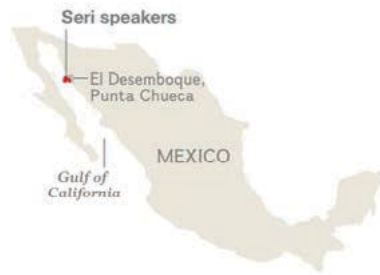 Seri speakers
El Desemboque,
Punta Chueca
MEXICO
Gulf of
California